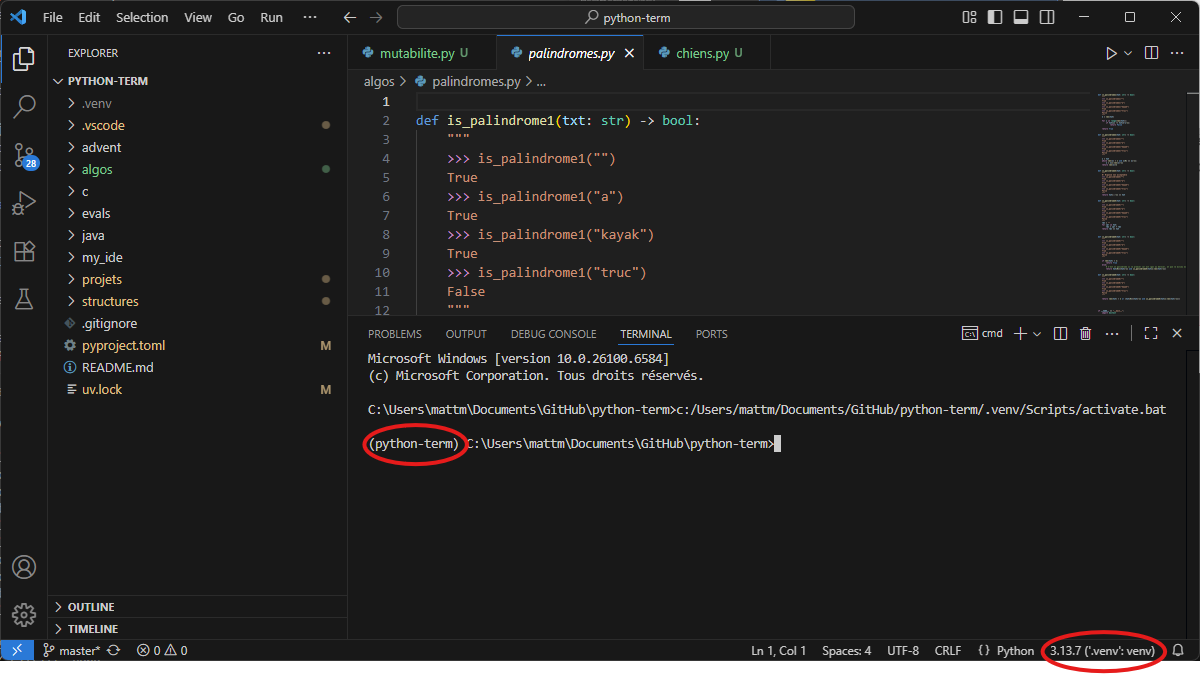 File Edit Selection View Go Run ··· python-term
EXPLORER ···
PYTHON-TERM
.venv
.vscode
advent
algos
c
evals
java
my_ide
projets
structures
.gitignore
pyproject.toml M
README.md
uv.lock M
OUTLINE
TIMELINE
28
mutabilite.py U palindromes.py chiens.py U
algos > palindromes.py > ...
1
2 def is_palindrome1(txt: str) -> bool:
3 """
4 >>> is_palindrome1("")
5 True
6 >>> is_palindrome1("a")
7 True
8 >>> is_palindrome1("kayak")
9 True
10 >>> is_palindrome1("truc")
11 False
12 """
PROBLEMS OUTPUT DEBUG CONSOLE TERMINAL PORTS cmd
Microsoft Windows [version 10.0.26100.6584]
(c) Microsoft Corporation. Tous droits réservés.
C:\Users\mattm\Documents\GitHub\python-term>c:/Users/mattm/Documents/GitHub/python-term/.venv/Scripts/activate.bat
(python-term) C:\Users\mattm\Documents\GitHub\python-term>
master* 0 0 Ln 1, Col 1 Spaces: 4 UTF-8 CRLF {} Python 3.13.7 ('.venv': venv)